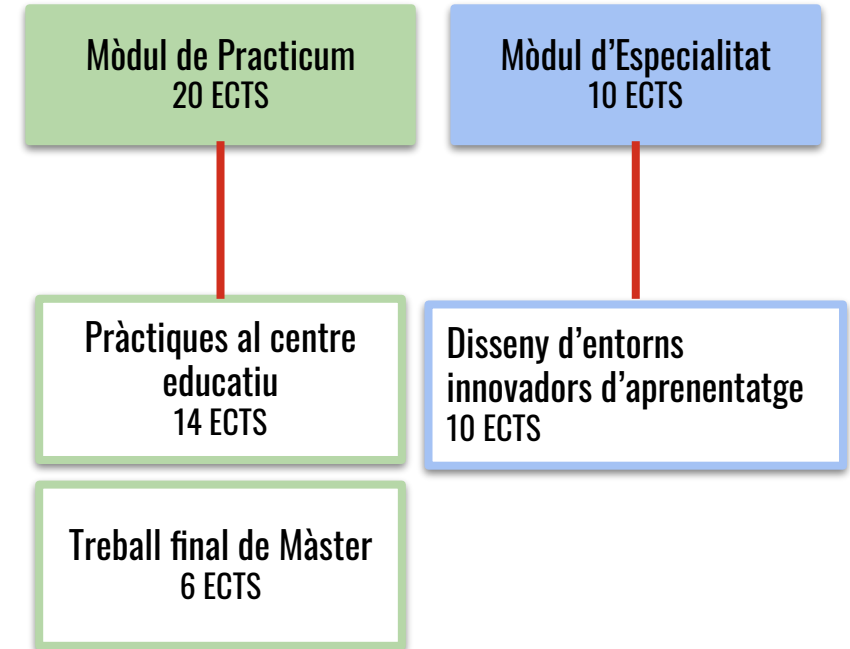 Mòdul de Practicum
20 ECTS
Mòdul d’Especialitat
10 ECTS
Pràctiques al centre
educatiu
14 ECTS
Disseny d’entorns
innovadors d’aprenentatge
10 ECTS
Treball final de Màster
6 ECTS